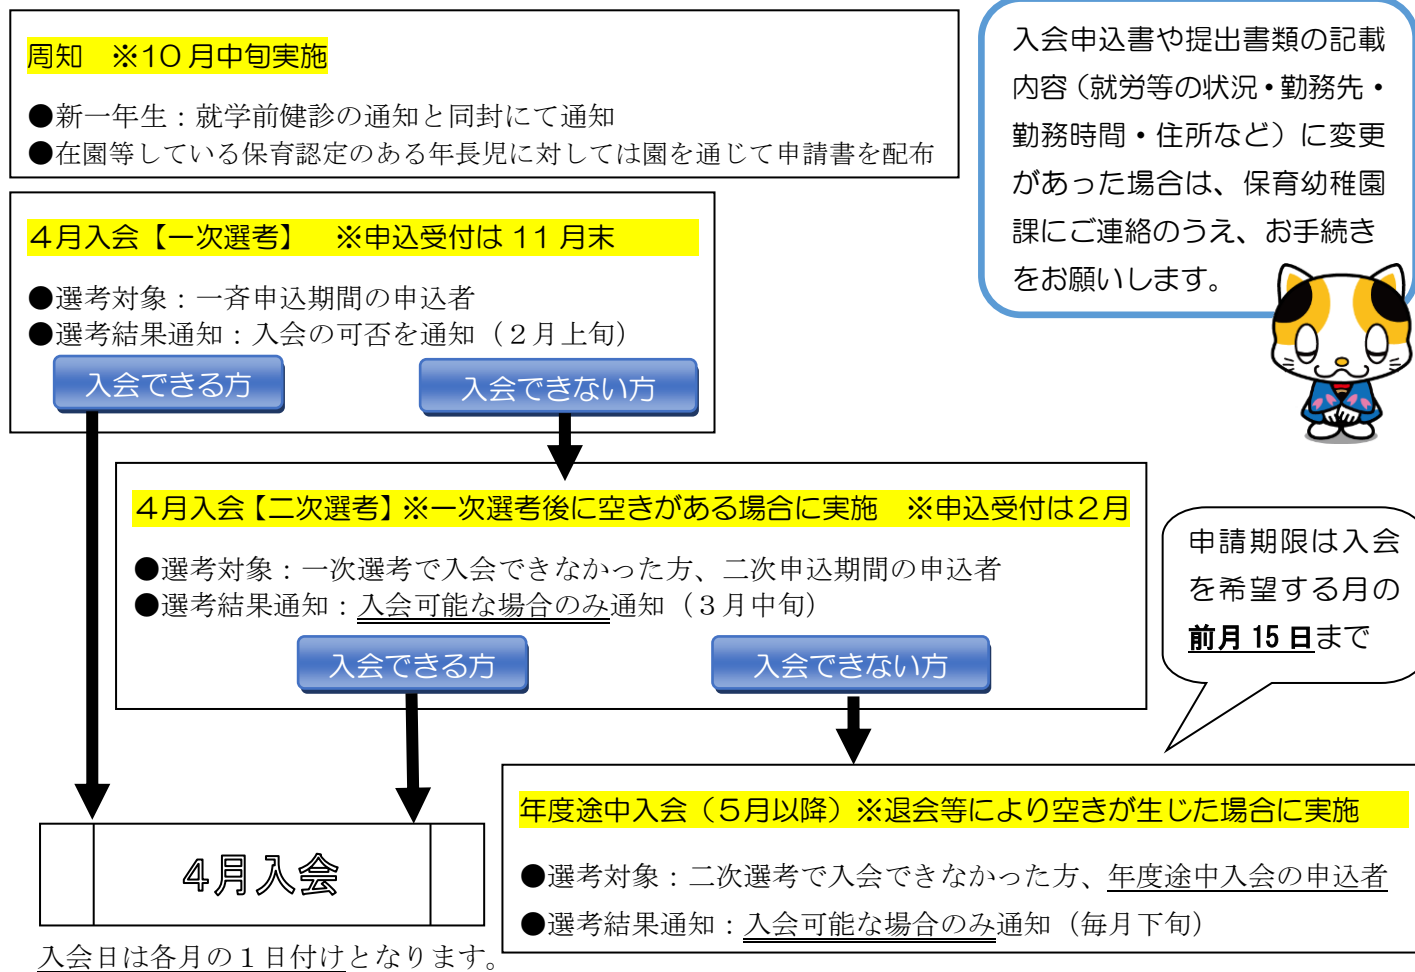 周知　※10月中旬実施
●新一年生：就学前健診の通知と同封にて通知
●在園等している保育認定のある年長児に対しては園を通じて申請書を配布
入会申込書や提出書類の記載
内容（就労等の状況・勤務先・
勤務時間・住所など）に変更
があった場合は、保育幼稚園
課にご連絡のうえ、お手続き
をお願いします。
４月入会【一次選考】　※申込受付は 11 月末
●選考対象：一斉申込期間の申込者
●選考結果通知：入会の可否を通知（２月上旬）
入会できる方
入会できない方
４月入会【二次選考】※一次選考後に空きがある場合に実施　※申込受付は２月
●選考対象：一次選考で入会できなかった方、二次申込期間の申込者
●選考結果通知：入会可能な場合のみ通知（３月中旬）
入会できる方
入会できない方
申請期限は入会
を希望する月の
前月 15 日まで
年度途中入会（５月以降）※退会等により空きが生じた場合に実施
●選考対象：二次選考で入会できなかった方、年度途中入会の申込者
●選考結果通知：入会可能な場合のみ通知（毎月下旬）
４月入会
入会日は各月の１日付けとなります。